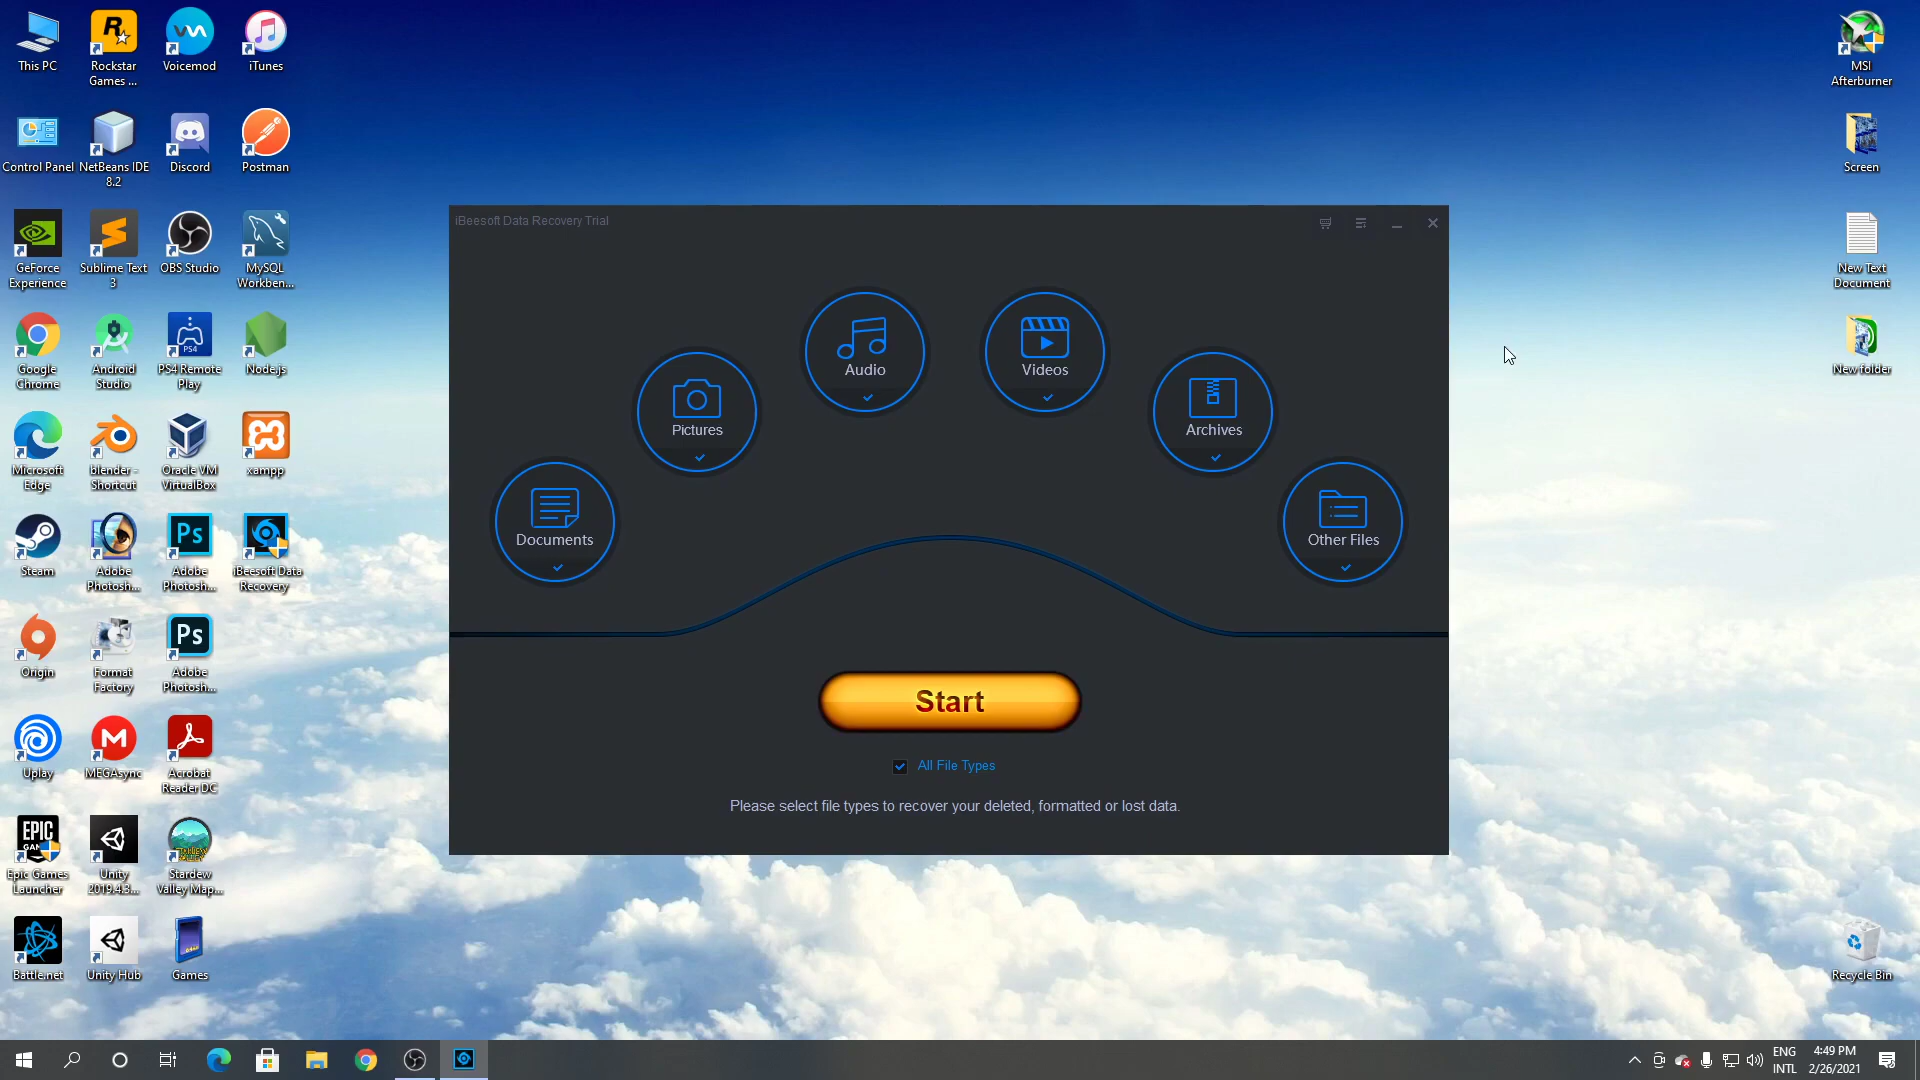 This PC
Rockstar
Games ...
Voicemod
iTunes
Control Panel
NetBeans IDE
8.2
Discord
Postman
GeForce
Experience
Sublime Text
3
OBS Studio
MySQL
Workben...
Google
Chrome
Android
Studio
PS4
PS4 Remote
Play
Node.js
Microsoft
Edge
blender -
Shortcut
Oracle VM
VirtualBox
xampp
Steam
Adobe
Photosh...
Ps
Adobe
Photosh...
iBeesoft Data
Recovery
Origin
Format
Factory
Ps
Adobe
Photosh...
Uplay
M
MEGAsync
Acrobat
Reader DC
EPIC
Epic Games
Launcher
Unity
2019.4.3...
Stardew
Valley Map...
Battle.net
Unity Hub
Games
iBeesoft Data Recovery Trial
Documents
Pictures
Audio
Videos
Archives
Other Files
Start
All File Types
Please select file types to recover your deleted, formatted or lost data.
MSI
Afterburner
Screen
New Text
Document
New folder
Recycle Bin
ENG
INTL
4:49 PM
2/26/2021